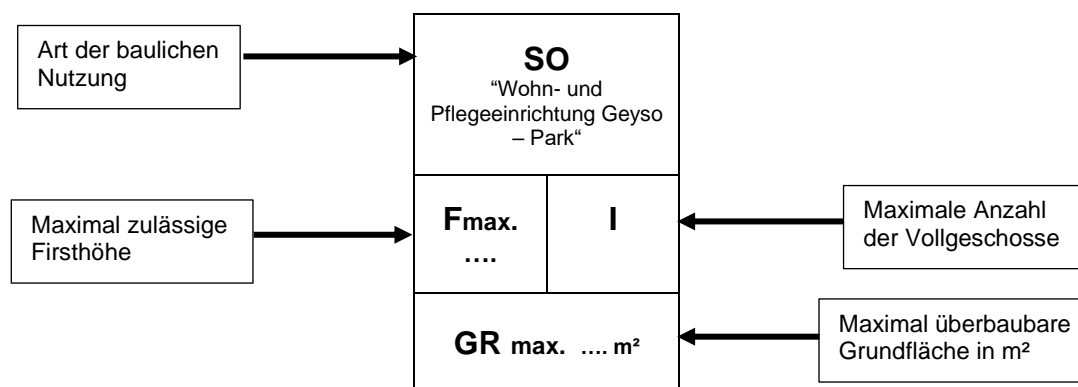 Art der baulichen
Nutzung
SO
“Wohn- und
Pflegeeinrichtung Geyso
– Park“
Maximal zulässige
Firsthöhe
Fmax.
….
I
Maximale Anzahl
der Vollgeschosse
GR max. …. m²
Maximal überbaubare
Grundfläche in m²